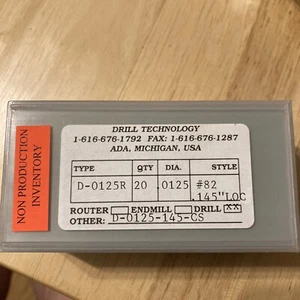 DRILL TECHNOLOGY
1-616-676-1792 FAX: 1-616-676-1287
ADA, MICHIGAN, USA
TYPE QTY DIA. STYLE
D-0125R 20 .0125 #82
.145"LOC
ROUTER ENDMILL DRILL XX
OTHER: D-0125-145-CS
NON PRODUCTION
INVENTORY